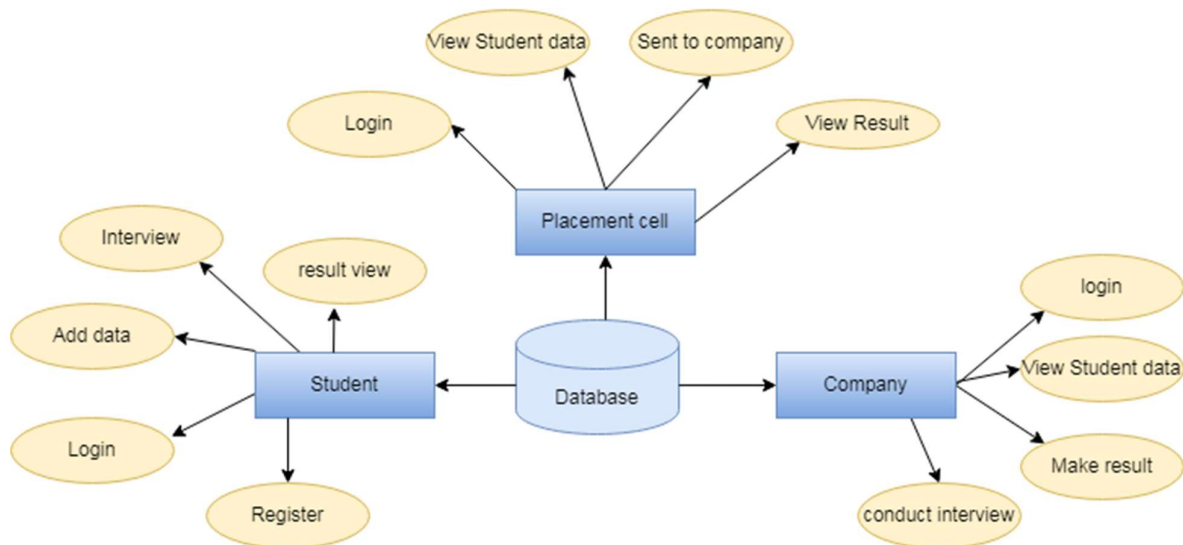 View Student data
Sent to company
Login
View Result
Placement cell
Interview
result view
login
Add data
View Student data
Student
Database
Company
Login
Make result
Register
conduct interview